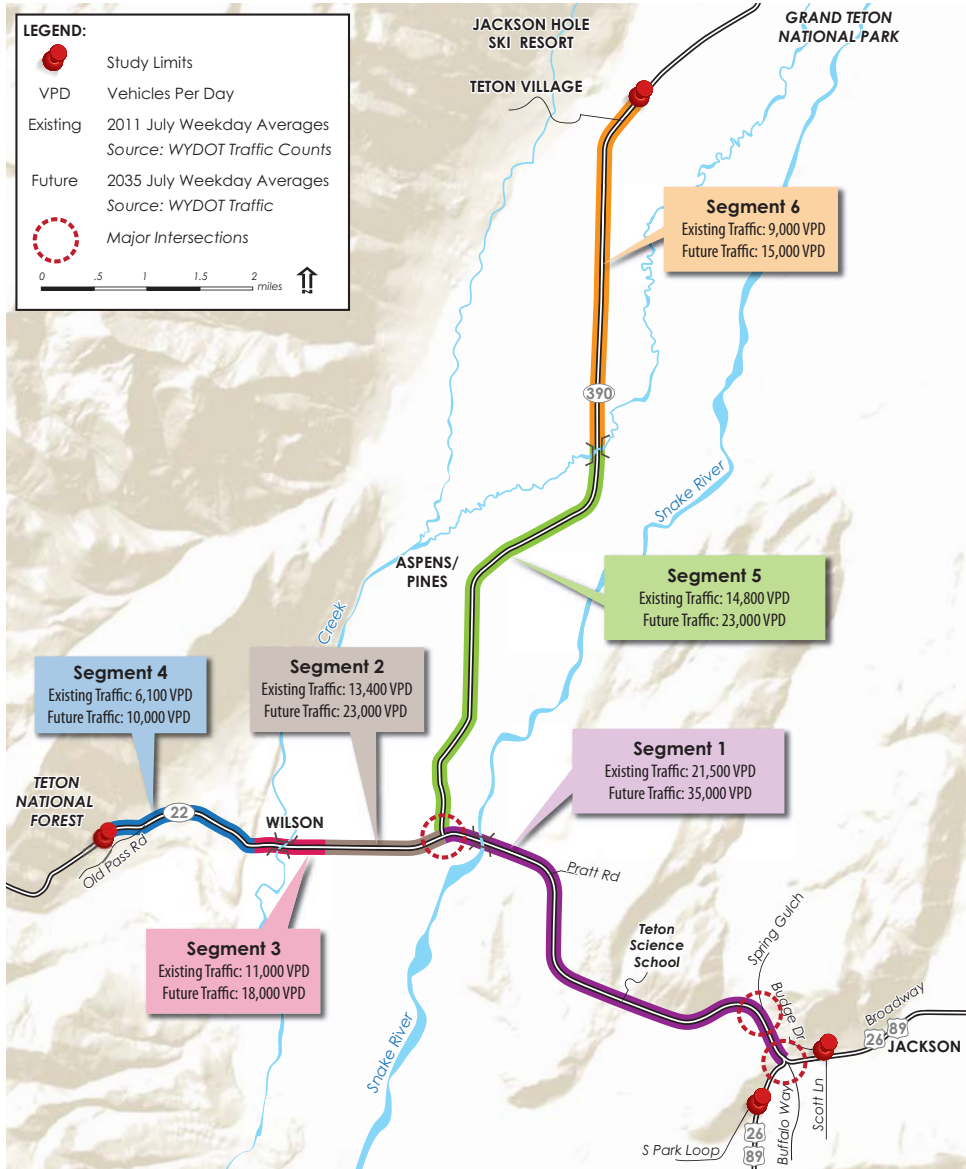 LEGEND:
Study Limits
VPD Vehicles Per Day
Existing 2011 July Weekday Averages
Source: WYDOT Traffic Counts
Future 2035 July Weekday Averages
Source: WYDOT Traffic
Major Intersections
0 .5 1 1.5 2
miles
N
JACKSON HOLE
SKI RESORT
GRAND TETON
NATIONAL PARK
TETON VILLAGE
Segment 6
Existing Traffic: 9,000 VPD
Future Traffic: 15,000 VPD
390
Snake River
ASPENS/
PINES
Segment 5
Existing Traffic: 14,800 VPD
Future Traffic: 23,000 VPD
Creek
Segment 4
Existing Traffic: 6,100 VPD
Future Traffic: 10,000 VPD
Segment 2
Existing Traffic: 13,400 VPD
Future Traffic: 23,000 VPD
Segment 1
Existing Traffic: 21,500 VPD
Future Traffic: 35,000 VPD
TETON
NATIONAL
FOREST
22
WILSON
Old Pass Rd
Pratt Rd
Segment 3
Existing Traffic: 11,000 VPD
Future Traffic: 18,000 VPD
Teton
Science
School
Spring Gulch
Budge Dr
Broadway
26 89
JACKSON
Snake River
S Park Loop
26
89
Buffalo Way
Scott Ln